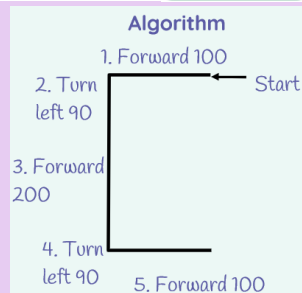 Algorithm
1. Forward 100
Start
2. Turn
left 90
3. Forward
200
4. Turn
left 90
5. Forward 100